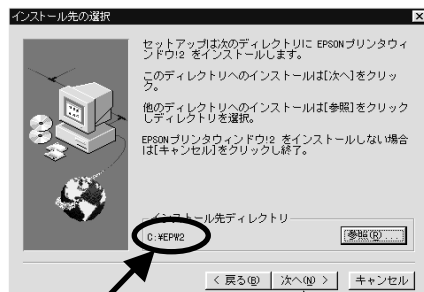 インストール先の選択
セットアップは次のディレクトリに EPSONプリンタウィ
ンドウ!2 をインストールします。
このディレクトリへのインストールは[次へ]をクリッ
ク。
他のディレクトリへのインストールは[参照]をクリック
しディレクトリを選択。
EPSONプリンタウィンドウ!2 をインストールしない場合
は[キャンセル]をクリックし終了。
インストール先ディレクトリ
C:¥EPW2
参照(R)...
< 戻る(B)
次へ(N) >
キャンセル